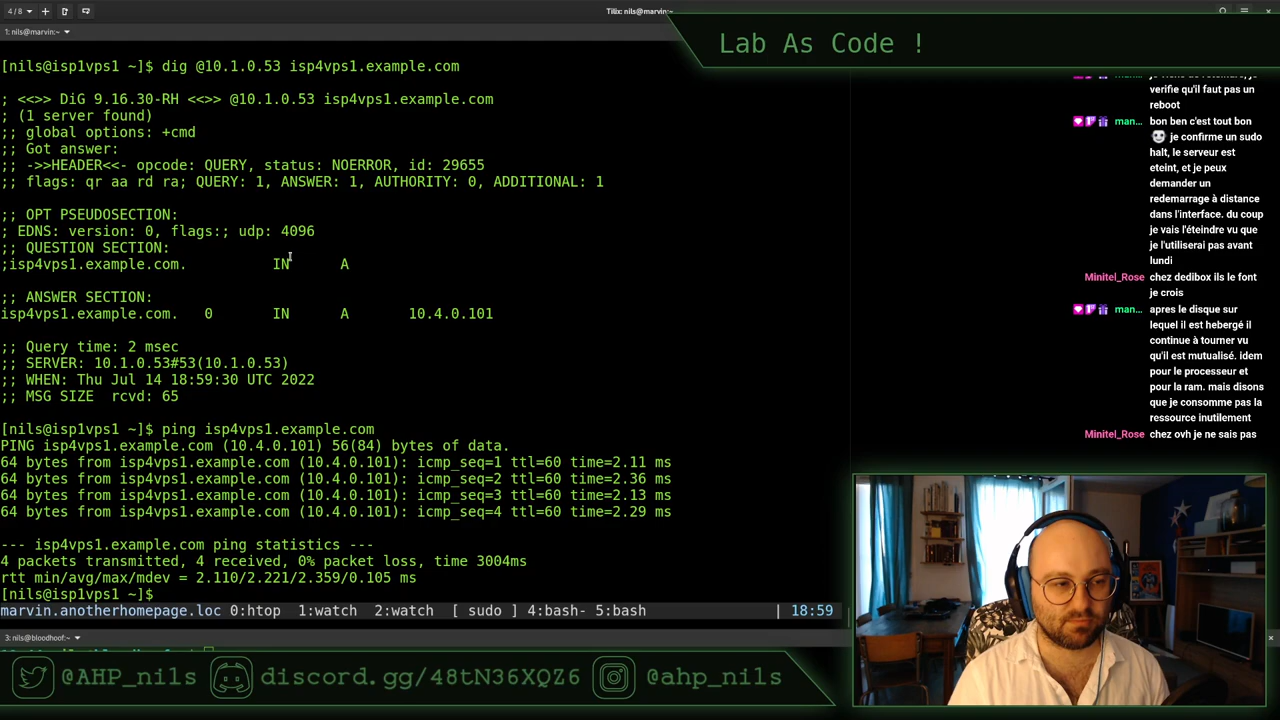 4 / 8
Tilix: nils@marvin:~
1: nils@marvin:~
Lab As Code !
[nils@isp1vps1 ~]$ dig @10.1.0.53 isp4vps1.example.com
; <<>> DiG 9.16.30-RH <<>> @10.1.0.53 isp4vps1.example.com
; (1 server found)
;; global options: +cmd
;; Got answer:
;; ->>HEADER<<- opcode: QUERY, status: NOERROR, id: 29655
;; flags: qr aa rd ra; QUERY: 1, ANSWER: 1, AUTHORITY: 0, ADDITIONAL: 1
;; OPT PSEUDOSECTION:
; EDNS: version: 0, flags:; udp: 4096
;; QUESTION SECTION:
;isp4vps1.example.com. IN A
;; ANSWER SECTION:
isp4vps1.example.com. 0 IN A 10.4.0.101
;; Query time: 2 msec
;; SERVER: 10.1.0.53#53(10.1.0.53)
;; WHEN: Thu Jul 14 18:59:30 UTC 2022
;; MSG SIZE rcvd: 65
[nils@isp1vps1 ~]$ ping isp4vps1.example.com
PING isp4vps1.example.com (10.4.0.101) 56(84) bytes of data.
64 bytes from isp4vps1.example.com (10.4.0.101): icmp_seq=1 ttl=60 time=2.11 ms
64 bytes from isp4vps1.example.com (10.4.0.101): icmp_seq=2 ttl=60 time=2.36 ms
64 bytes from isp4vps1.example.com (10.4.0.101): icmp_seq=3 ttl=60 time=2.13 ms
64 bytes from isp4vps1.example.com (10.4.0.101): icmp_seq=4 ttl=60 time=2.29 ms
--- isp4vps1.example.com ping statistics ---
4 packets transmitted, 4 received, 0% packet loss, time 3004ms
rtt min/avg/max/mdev = 2.110/2.221/2.359/0.105 ms
[nils@isp1vps1 ~]$
marvin.anotherhomepage.loc 0:htop 1:watch 2:watch [ sudo ] 4:bash- 5:bash | 18:59
3: nils@bloodhoof:~
verifie qu'il faut pas un
reboot
man... bon ben c'est tout bon
je confirme un sudo
halt, le serveur est
eteint, et je peux
demander un
redemarrage à distance
dans l'interface. du coup
je vais l'éteindre vu que
je l'utiliserai pas avant
lundi
Minitel_Rose chez dedibox ils le font
je crois
man... apres le disque sur
lequel il est hebergé il
continue à tourner vu
qu'il est mutualisé. idem
pour le processeur et
pour la ram. mais disons
que je consomme pas la
ressource inutilement
Minitel_Rose chez ovh je ne sais pas
@AHP_nils
discord.gg/48tN36XQZ6
@ahp_nils